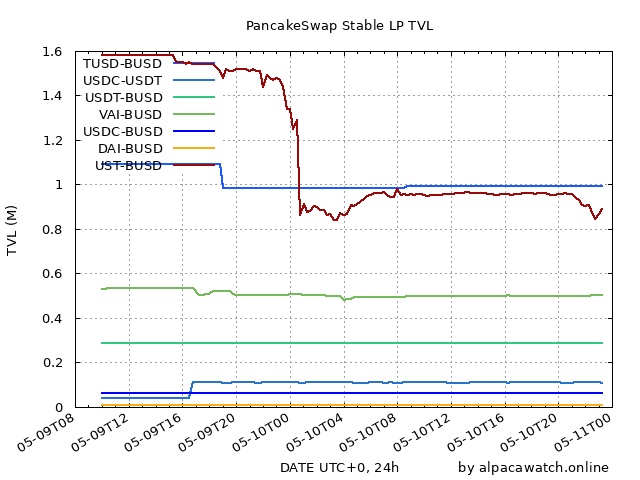 PancakeSwap Stable LP TVL
1.6
1.4
1.2
1
0.8
0.6
0.4
0.2
0
TVL (M)
TUSD-BUSD
USDC-USDT
USDT-BUSD
VAI-BUSD
USDC-BUSD
DAI-BUSD
UST-BUSD
05-09T08
05-09T12
05-09T16
05-09T20
05-10T00
05-10T04
05-10T08
05-10T12
05-10T16
05-10T20
05-11T00
DATE UTC+0, 24h
by alpacawatch.online